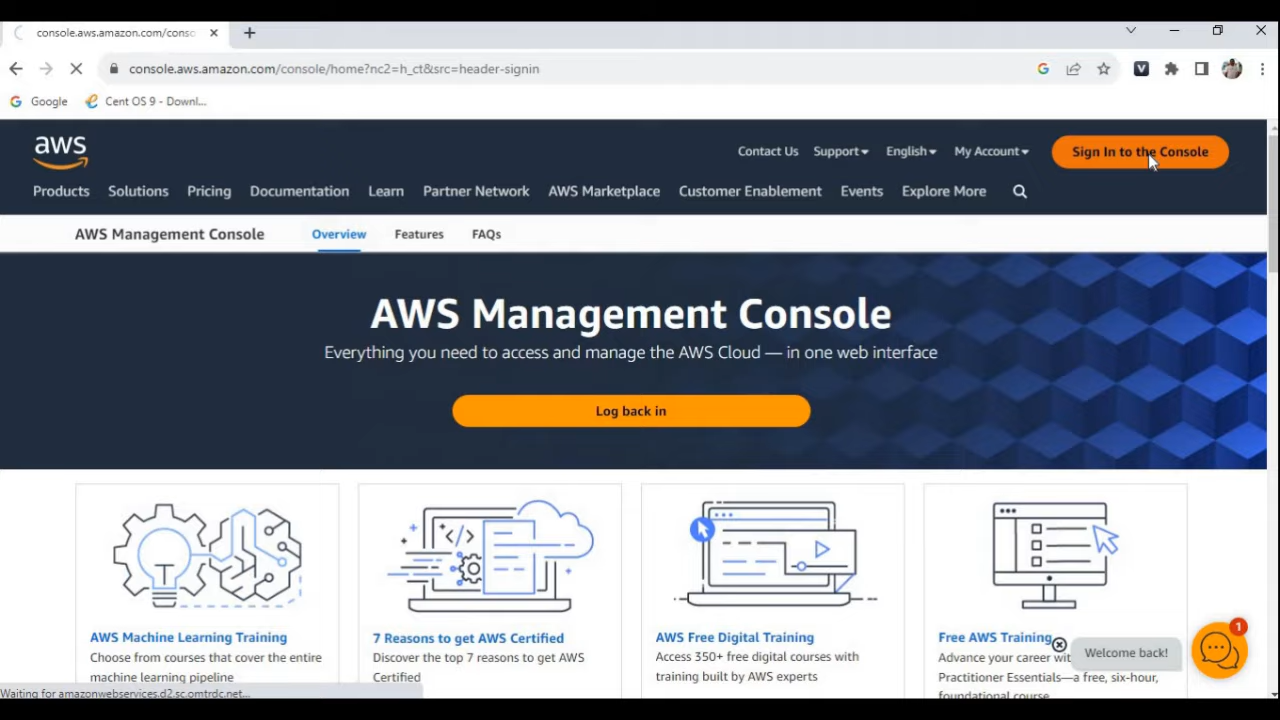 console.aws.amazon.com/conso
console.aws.amazon.com/console/home?nc2=h_ct&src=header-signin
Google
Cent OS 9 - Downl...
aws
Contact Us
Support
English
My Account
Sign In to the Console
Products
Solutions
Pricing
Documentation
Learn
Partner Network
AWS Marketplace
Customer Enablement
Events
Explore More
AWS Management Console
Overview
Features
FAQs
AWS Management Console
Everything you need to access and manage the AWS Cloud — in one web interface
Log back in
AWS Machine Learning Training
Choose from courses that cover the entire
machine learning pipeline
7 Reasons to get AWS Certified
Discover the top 7 reasons to get AWS
Certified
AWS Free Digital Training
Access 350+ free digital courses with
training built by AWS experts
Free AWS Training
Advance your career wit
Practitioner Essentials—a free, six-hour,
foundational course
Welcome back!
1
Waiting for amazonwebservices.d2.sc.omtrdc.net...